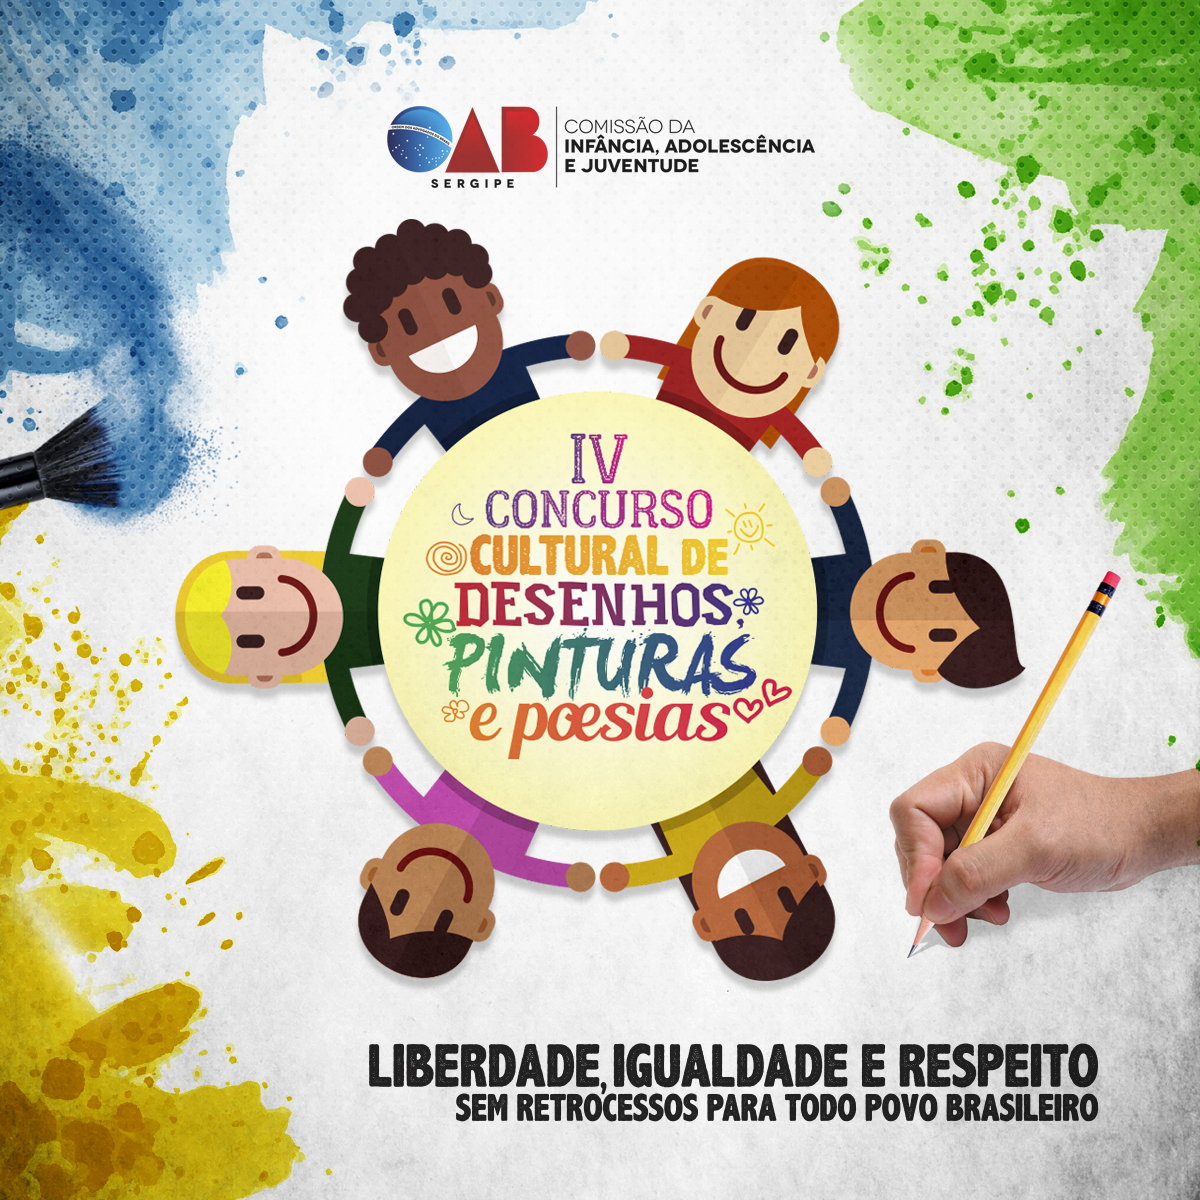 OAB
SERGIPE
COMISSÃO DA
INFÂNCIA, ADOLESCÊNCIA
E JUVENTUDE
IV
CONCURSO
CULTURAL DE
DESENHOS,
PINTURAS
e poesias
LIBERDADE, IGUALDADE E RESPEITO
SEM RETROCESSOS PARA TODO POVO BRASILEIRO